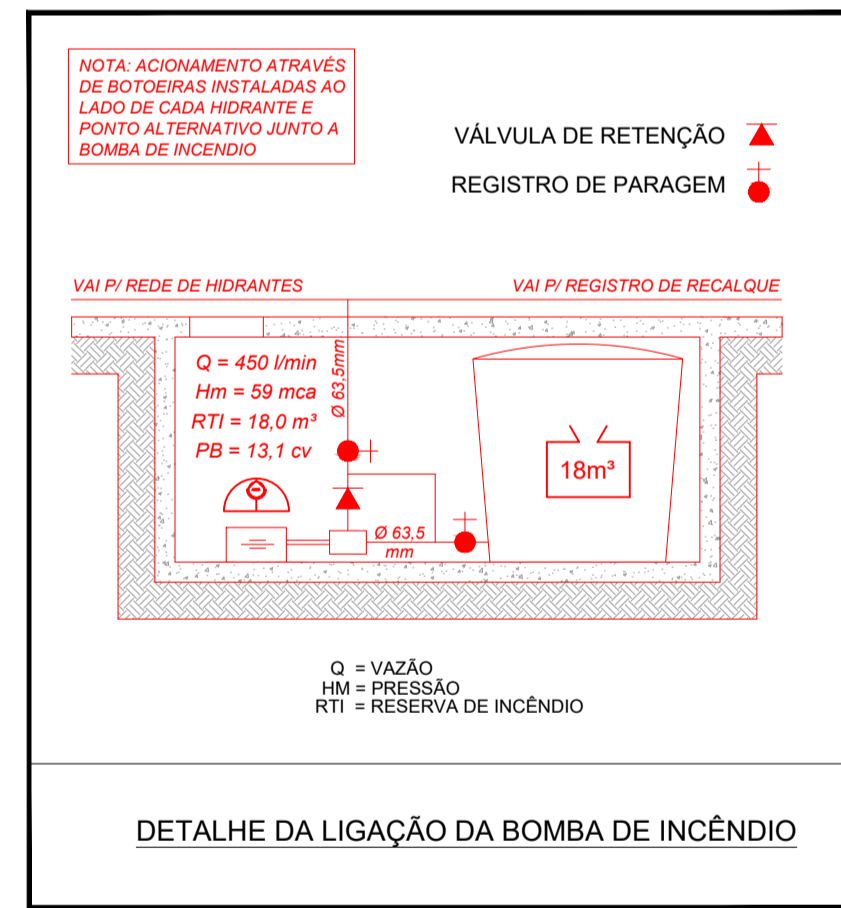 NOTA: ACIONAMENTO ATRAVÉS
DE BOTOEIRAS INSTALADAS AO
LADO DE CADA HIDRANTE E
PONTO ALTERNATIVO JUNTO A
BOMBA DE INCENDIO
VÁLVULA DE RETENÇÃO
REGISTRO DE PARAGEM
VAI P/ REDE DE HIDRANTES
VAI P/ REGISTRO DE RECALQUE
Q = 450 l/min
Hm = 59 mca
RTI = 18,0 m³
PB = 13,1 cv
Ø 63,5mm
18m³
Ø 63,5
mm
Q = VAZÃO
HM = PRESSÃO
RTI = RESERVA DE INCÊNDIO
DETALHE DA LIGAÇÃO DA BOMBA DE INCÊNDIO